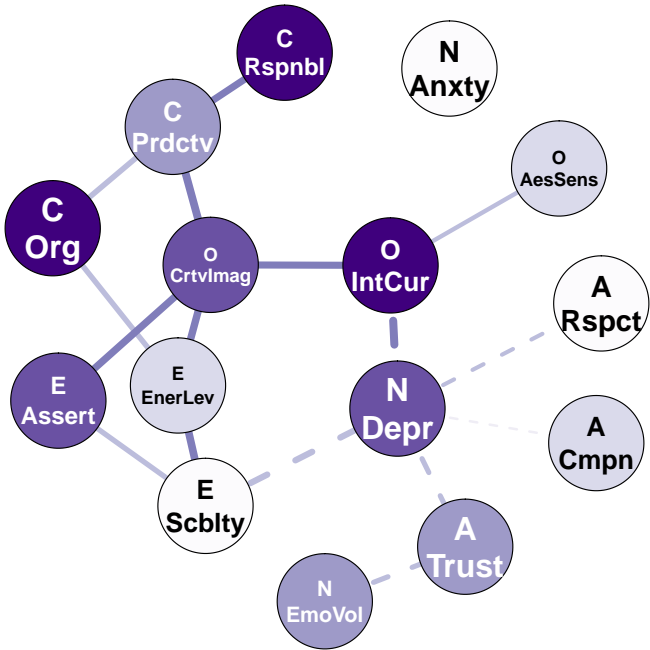 C
Rspnbl
N
Anxty
C
Prdctv
O
AesSens
C
Org
O
CrtvImag
O
IntCur
A
Rspct
E
Assert
E
EnerLev
N
Depr
A
Cmpn
E
Scblty
A
Trust
N
EmoVol